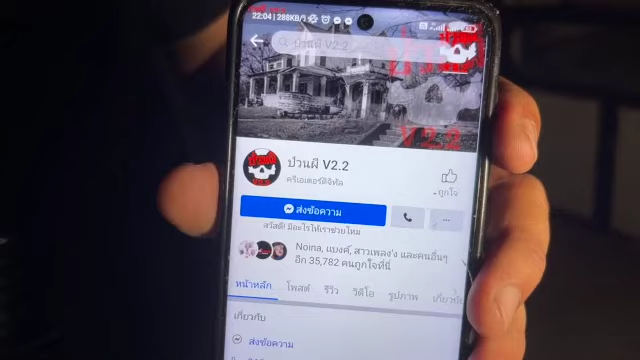 22:04 | 288KB/s
ป่วนผี V2.2
V2.2
ป่วนผี V2.2
ครีเอเตอร์ดิจิทัล
ถูกใจ
ส่งข้อความ
สวัสดี! มีอะไรให้เราช่วยไหม
Noina, แบงค์, สาวเพลง'ง และคนอื่นๆ
อีก 35,782 คนถูกใจที่นี่
หน้าหลัก โพสต์ รีวิว วิดีโอ รูปภาพ
เกี่ยวกับ
ส่งข้อความ